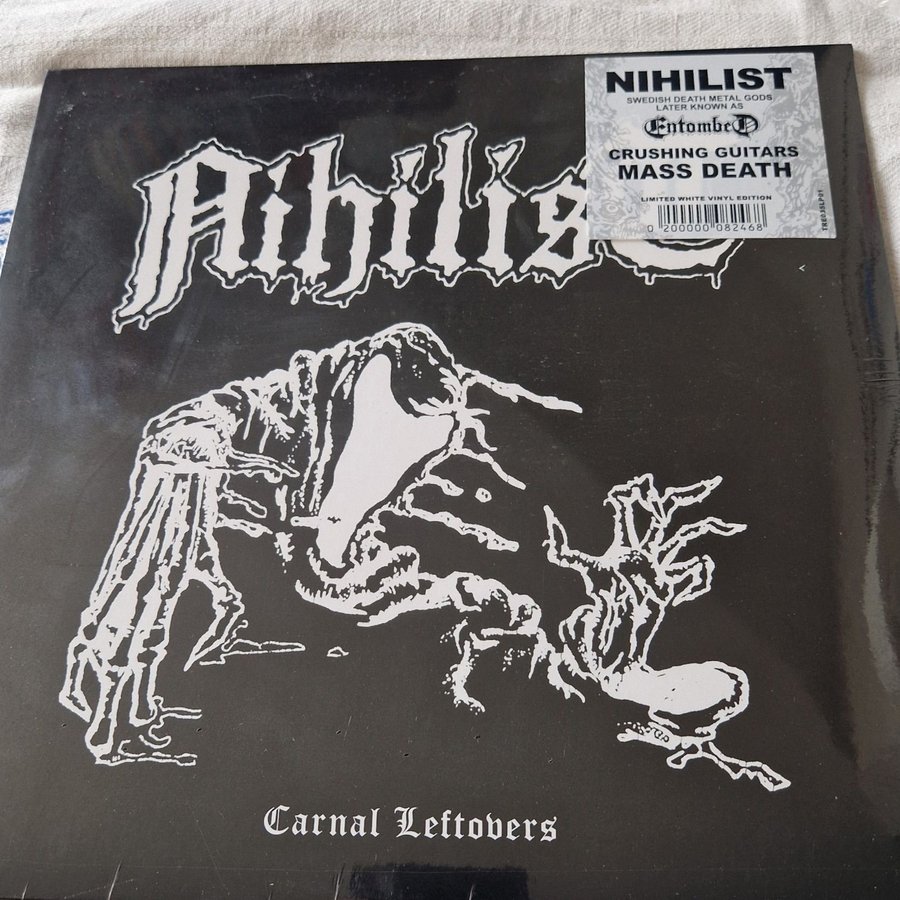 Nihilist
NIHILIST
SWEDISH DEATH METAL GODS
LATER KNOWN AS
Entombed
CRUSHING GUITARS
MASS DEATH
LIMITED WHITE VINYL EDITION
0 200000 082468
TRE035LP01
Carnal Leftovers